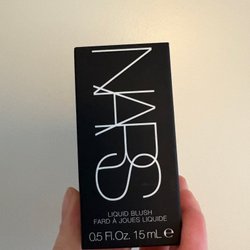 NARS
LIQUID BLUSH
FARD À JOUES LIQUIDE
0.5 Fl.Oz. 15 mL ℮